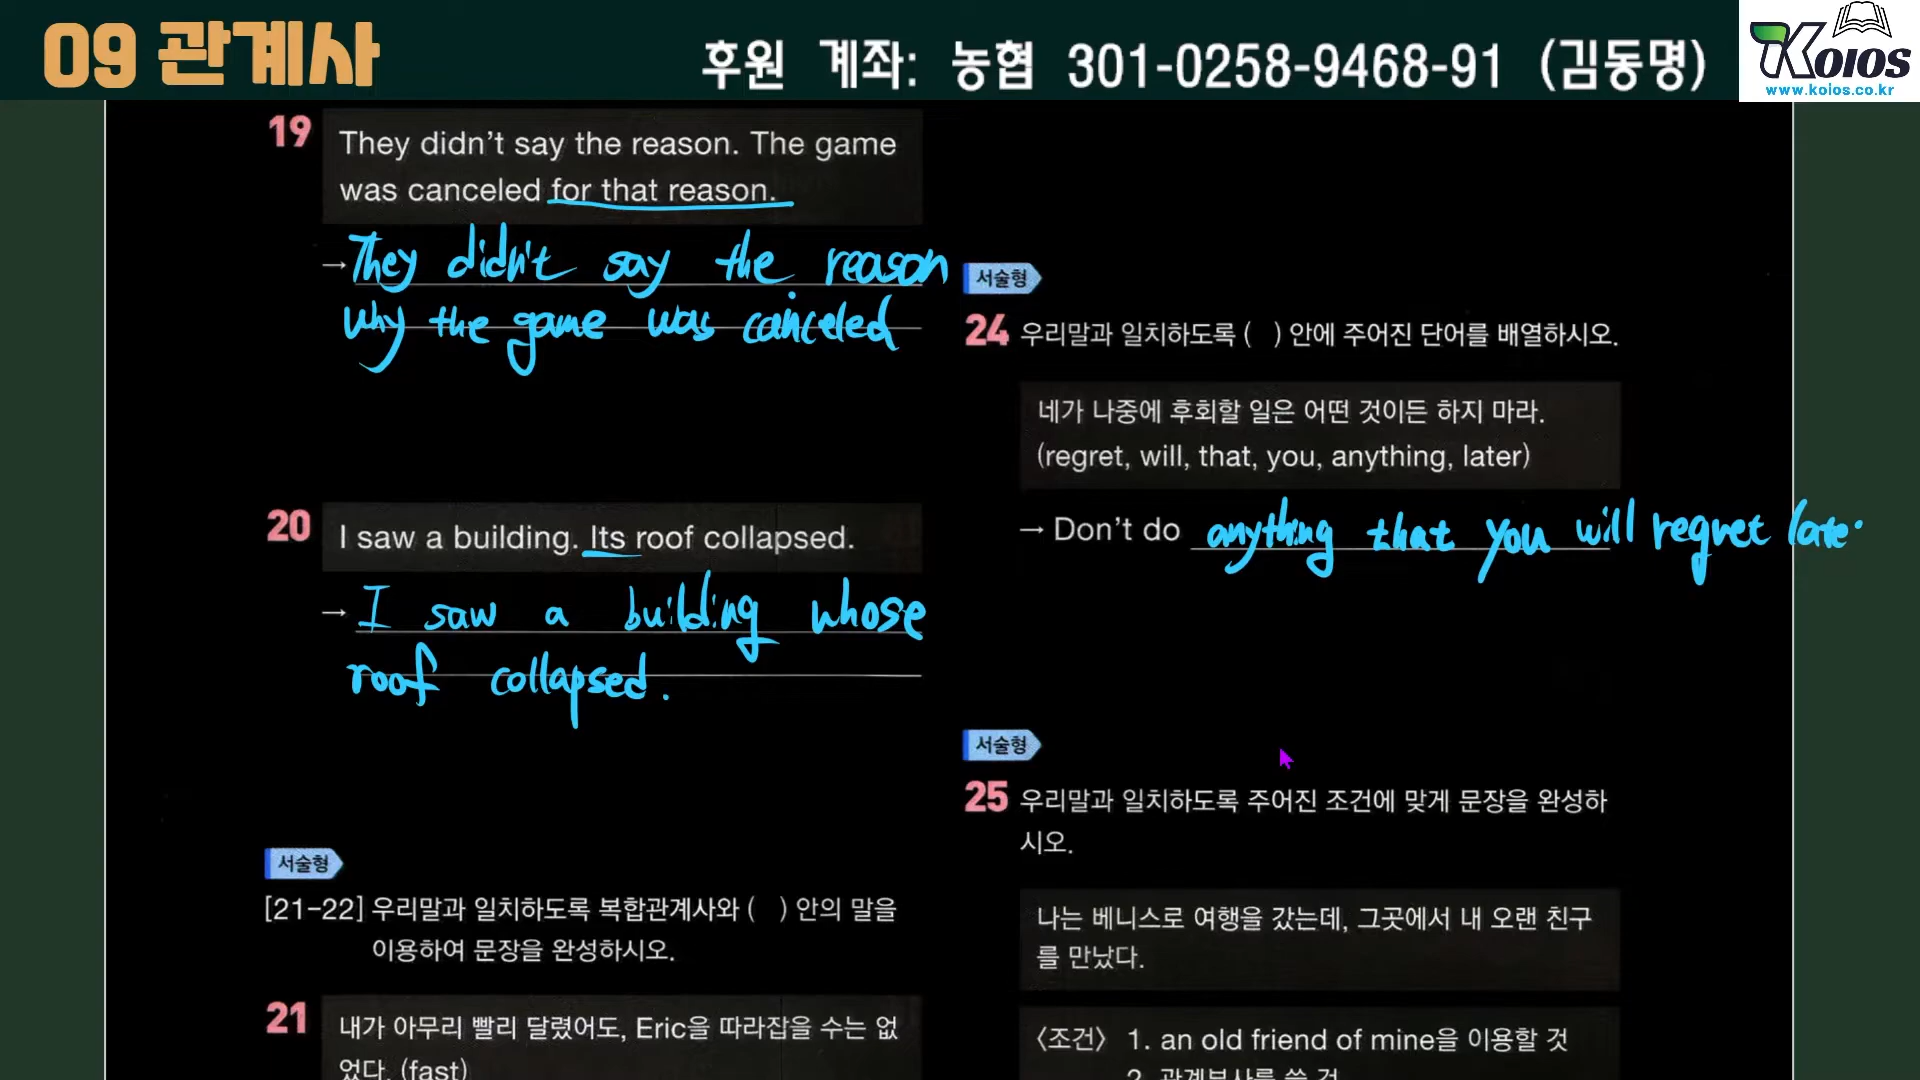 09 관계사
후원 계좌: 농협 301-0258-9468-91 (김동명)
Koios
www.koios.co.kr
19 They didn't say the reason. The game
was canceled for that reason.
→ They didn't say the reason
why the game was canceled
20 I saw a building. Its roof collapsed.
→ I saw a building whose
roof collapsed.
서술형
[21-22] 우리말과 일치하도록 복합관계사와 ( ) 안의 말을
이용하여 문장을 완성하시오.
21 내가 아무리 빨리 달렸어도, Eric을 따라잡을 수는 없
었다. (fast)
서술형
24 우리말과 일치하도록 ( ) 안에 주어진 단어를 배열하시오.
네가 나중에 후회할 일은 어떤 것이든 하지 마라.
(regret, will, that, you, anything, later)
→ Don't do anything that you will regret late
서술형
25 우리말과 일치하도록 주어진 조건에 맞게 문장을 완성하
시오.
나는 베니스로 여행을 갔는데, 그곳에서 내 오랜 친구
를 만났다.
〈조건〉 1. an old friend of mine을 이용할 것
2. 관계부사를 쓸 것